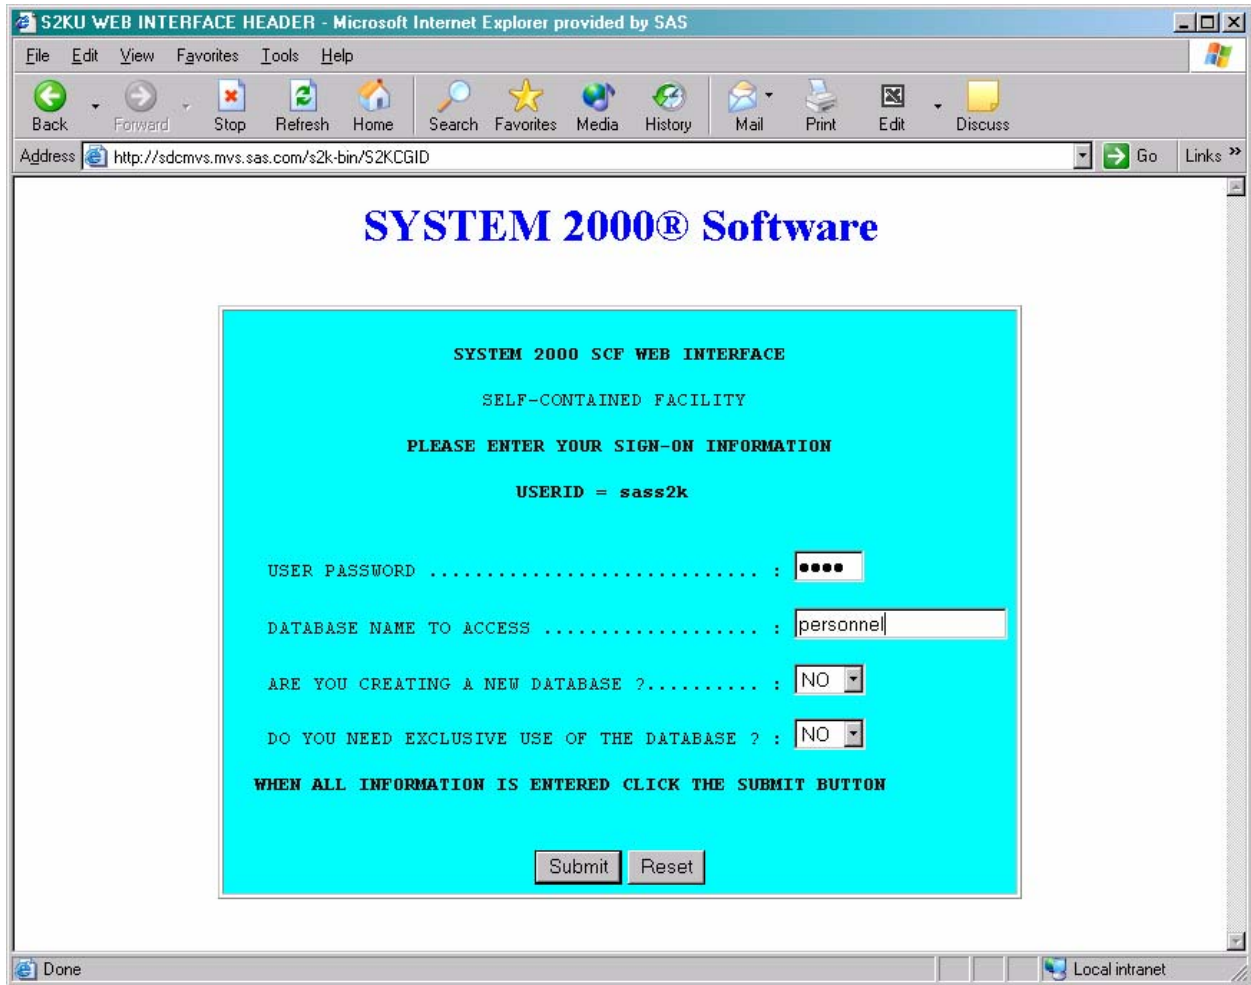 S2KU WEB INTERFACE HEADER - Microsoft Internet Explorer provided by SAS
File Edit View Favorites Tools Help
Back Forward Stop Refresh Home Search Favorites Media History Mail Print Edit Discuss
Address http://sdcmvs.mvs.sas.com/s2k-bin/S2KCGID Go Links »
SYSTEM 2000® Software
SYSTEM 2000 SCF WEB INTERFACE
SELF-CONTAINED FACILITY
PLEASE ENTER YOUR SIGN-ON INFORMATION
USERID = sass2k
USER PASSWORD ............................. : ●●●●
DATABASE NAME TO ACCESS ................... : personnel
ARE YOU CREATING A NEW DATABASE ?.......... : NO
DO YOU NEED EXCLUSIVE USE OF THE DATABASE ? : NO
WHEN ALL INFORMATION IS ENTERED CLICK THE SUBMIT BUTTON
Submit Reset
Done Local intranet